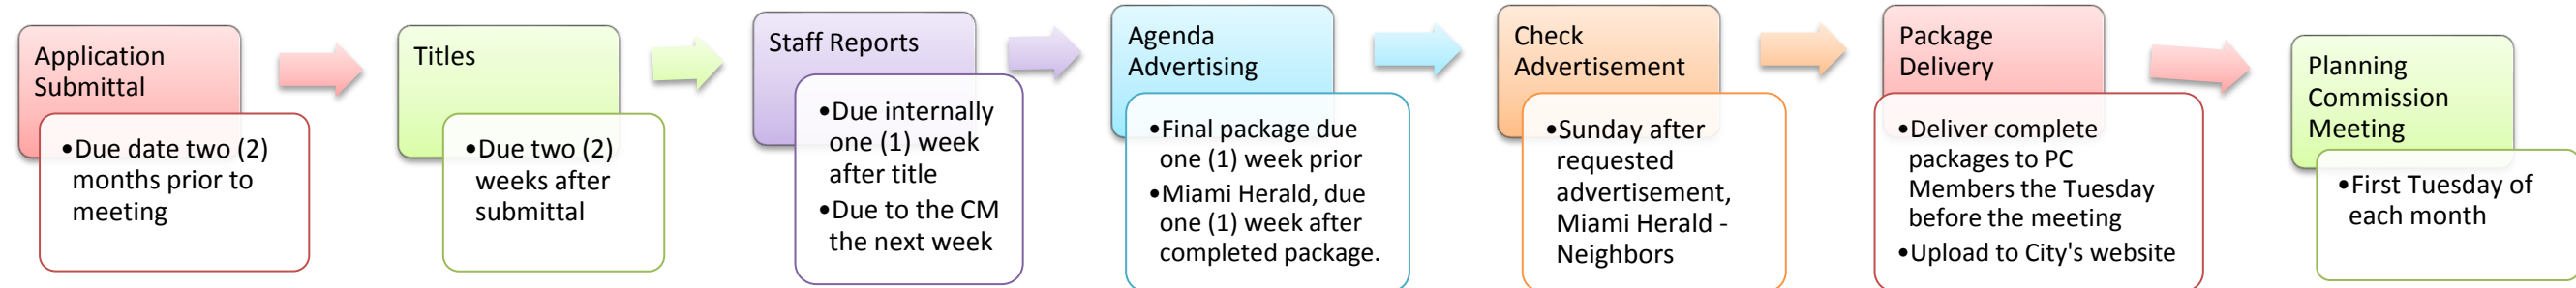 Application
Submittal
•Due date two (2)
months prior to
meeting
Titles
•Due two (2)
weeks after
submittal
Staff Reports
•Due internally
one (1) week
after title
•Due to the CM
the next week
Agenda
Advertising
•Final package due
one (1) week prior
•Miami Herald, due
one (1) week after
completed package.
Check
Advertisement
•Sunday after
requested
advertisement,
Miami Herald -
Neighbors
Package
Delivery
•Deliver complete
packages to PC
Members the Tuesday
before the meeting
•Upload to City's website
Planning
Commission
Meeting
•First Tuesday of
each month